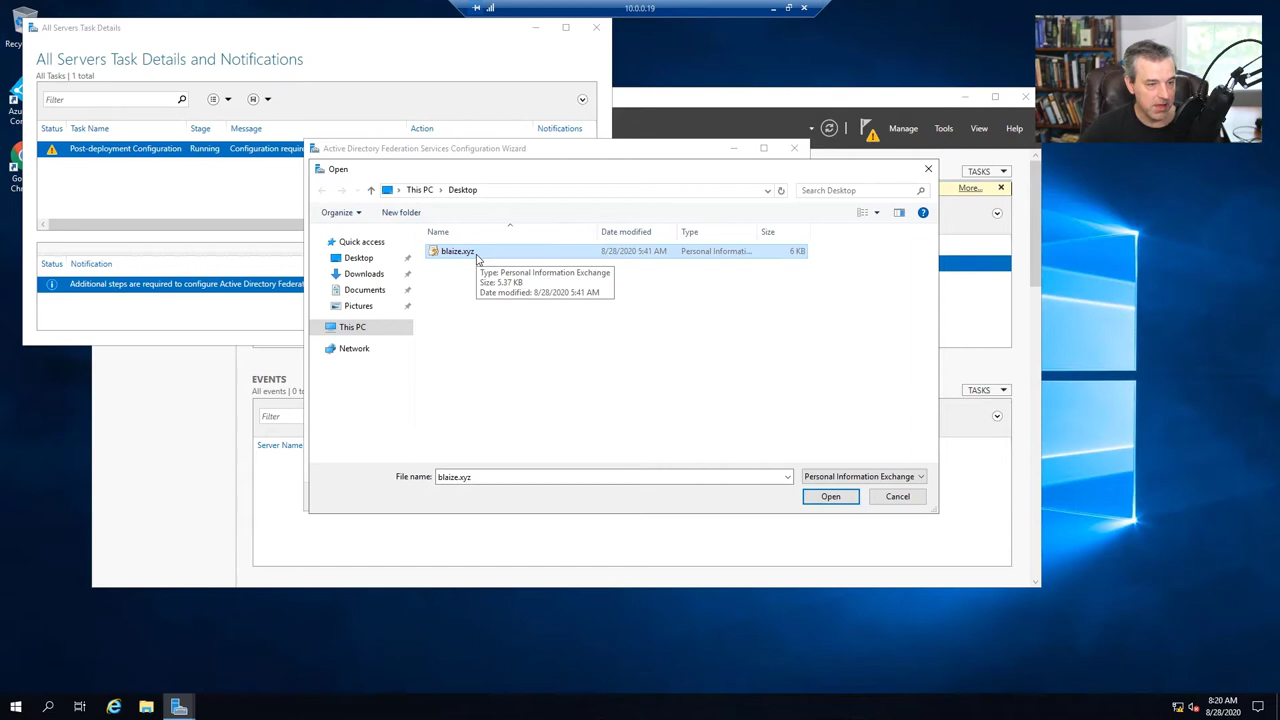 10.0.0.19
Recy
Azu
Con
All Servers Task Details
All Servers Task Details and Notifications
All Tasks | 1 total
Filter
Status Task Name Stage Message Action Notifications
Post-deployment Configuration Running Configuration require
Manage Tools View Help
TASKS
More...
Active Directory Federation Services Configuration Wizard
Open
This PC Desktop
Search Desktop
Organize New folder
Name Date modified Type Size
blaize.xyz 8/28/2020 5:41 AM Personal Informati... 6 KB
Type: Personal Information Exchange
Size: 5.37 KB
Date modified: 8/28/2020 5:41 AM
Quick access
Desktop
Downloads
Documents
Pictures
This PC
Network
File name: blaize.xyz Personal Information Exchange
Open Cancel
Status Notification
Additional steps are required to configure Active Directory Federat
EVENTS
All events | 0 to
TASKS
Filter
Server Name
8:20 AM
8/28/2020